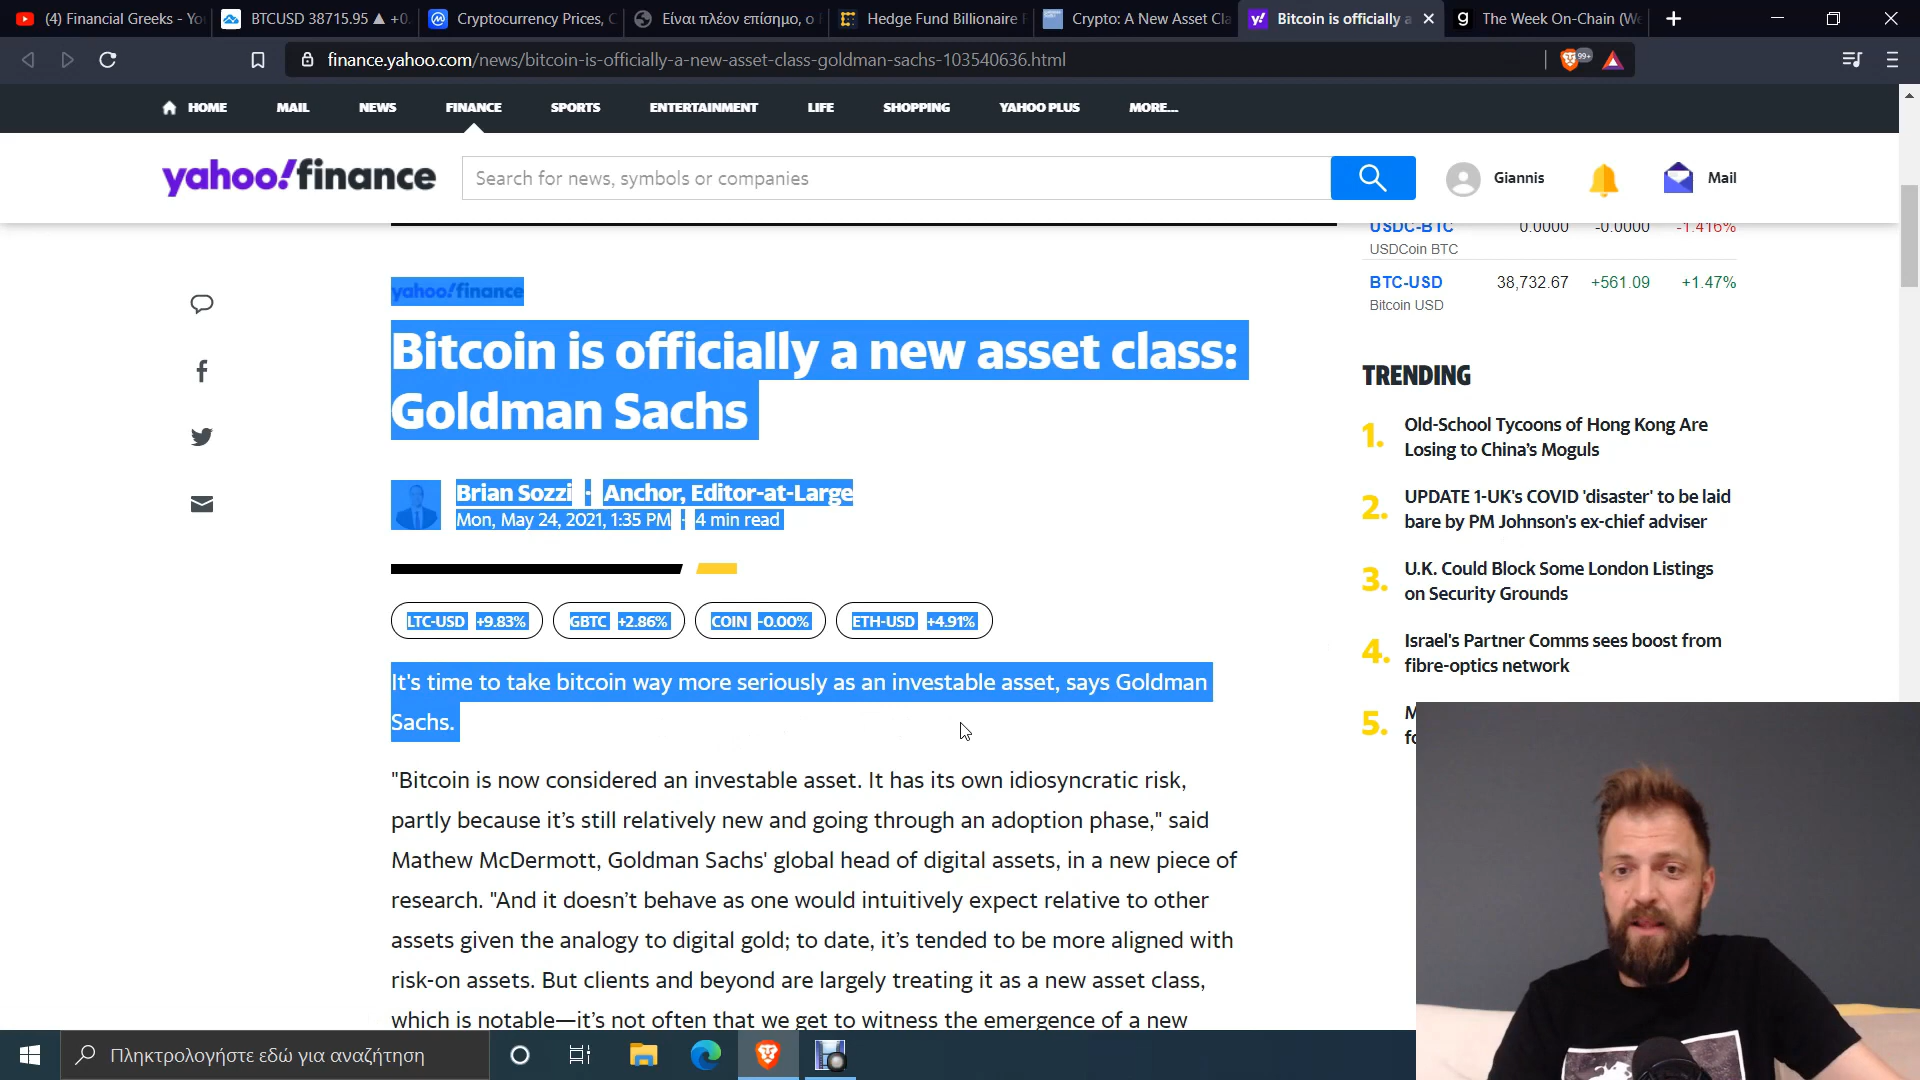 (4) Financial Greeks - Yo
BTCUSD 38715.95 ▲ +0.
Cryptocurrency Prices, C
Είναι πλέον επίσημο, ο
Hedge Fund Billionaire
Crypto: A New Asset Cla
Bitcoin is officially a
The Week On-Chain (We
finance.yahoo.com/news/bitcoin-is-officially-a-new-asset-class-goldman-sachs-103540636.html
99+
HOME MAIL NEWS FINANCE SPORTS ENTERTAINMENT LIFE SHOPPING YAHOO PLUS MORE...
yahoo!finance
Search for news, symbols or companies
Giannis
Mail
USDC-BTC 0.0000 -0.0000 -1.416%
USDCoin BTC
BTC-USD 38,732.67 +561.09 +1.47%
Bitcoin USD
yahoo!finance
Bitcoin is officially a new asset class:
Goldman Sachs
Brian Sozzi · Anchor, Editor-at-Large
Mon, May 24, 2021, 1:35 PM · 4 min read
LTC-USD +9.83% GBTC +2.86% COIN -0.00% ETH-USD +4.91%
It's time to take bitcoin way more seriously as an investable asset, says Goldman
Sachs.
"Bitcoin is now considered an investable asset. It has its own idiosyncratic risk,
partly because it’s still relatively new and going through an adoption phase," said
Mathew McDermott, Goldman Sachs' global head of digital assets, in a new piece of
research. "And it doesn’t behave as one would intuitively expect relative to other
assets given the analogy to digital gold; to date, it’s tended to be more aligned with
risk-on assets. But clients and beyond are largely treating it as a new asset class,
which is notable—it’s not often that we get to witness the emergence of a new
TRENDING
1. Old-School Tycoons of Hong Kong Are
Losing to China’s Moguls
2. UPDATE 1-UK's COVID 'disaster' to be laid
bare by PM Johnson's ex-chief adviser
3. U.K. Could Block Some London Listings
on Security Grounds
4. Israel's Partner Comms sees boost from
fibre-optics network
5.
Πληκτρολογήστε εδώ για αναζήτηση